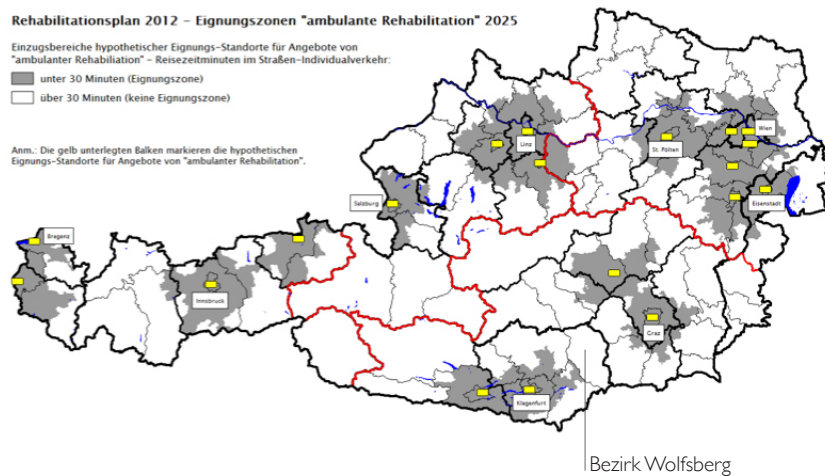 Rehabilitationsplan 2012 – Eignungszonen "ambulante Rehabilitation" 2025
Einzugsbereiche hypothetischer Eignungs-Standorte für Angebote von
"ambulanter Rehabiliation" – Reisezeitminuten im Straßen-Individualverkehr:
unter 30 Minuten (Eignungszone)
über 30 Minuten (keine Eignungszone)
Anm.: Die gelb unterlegten Balken markieren die hypothetischen
Eignungs-Standorte für Angebote von "ambulanter Rehabilitation".
Wien
Linz
St. Pölten
Salzburg
Eisenstadt
Bregenz
Innsbruck
Graz
Klagenfurt
Bezirk Wolfsberg